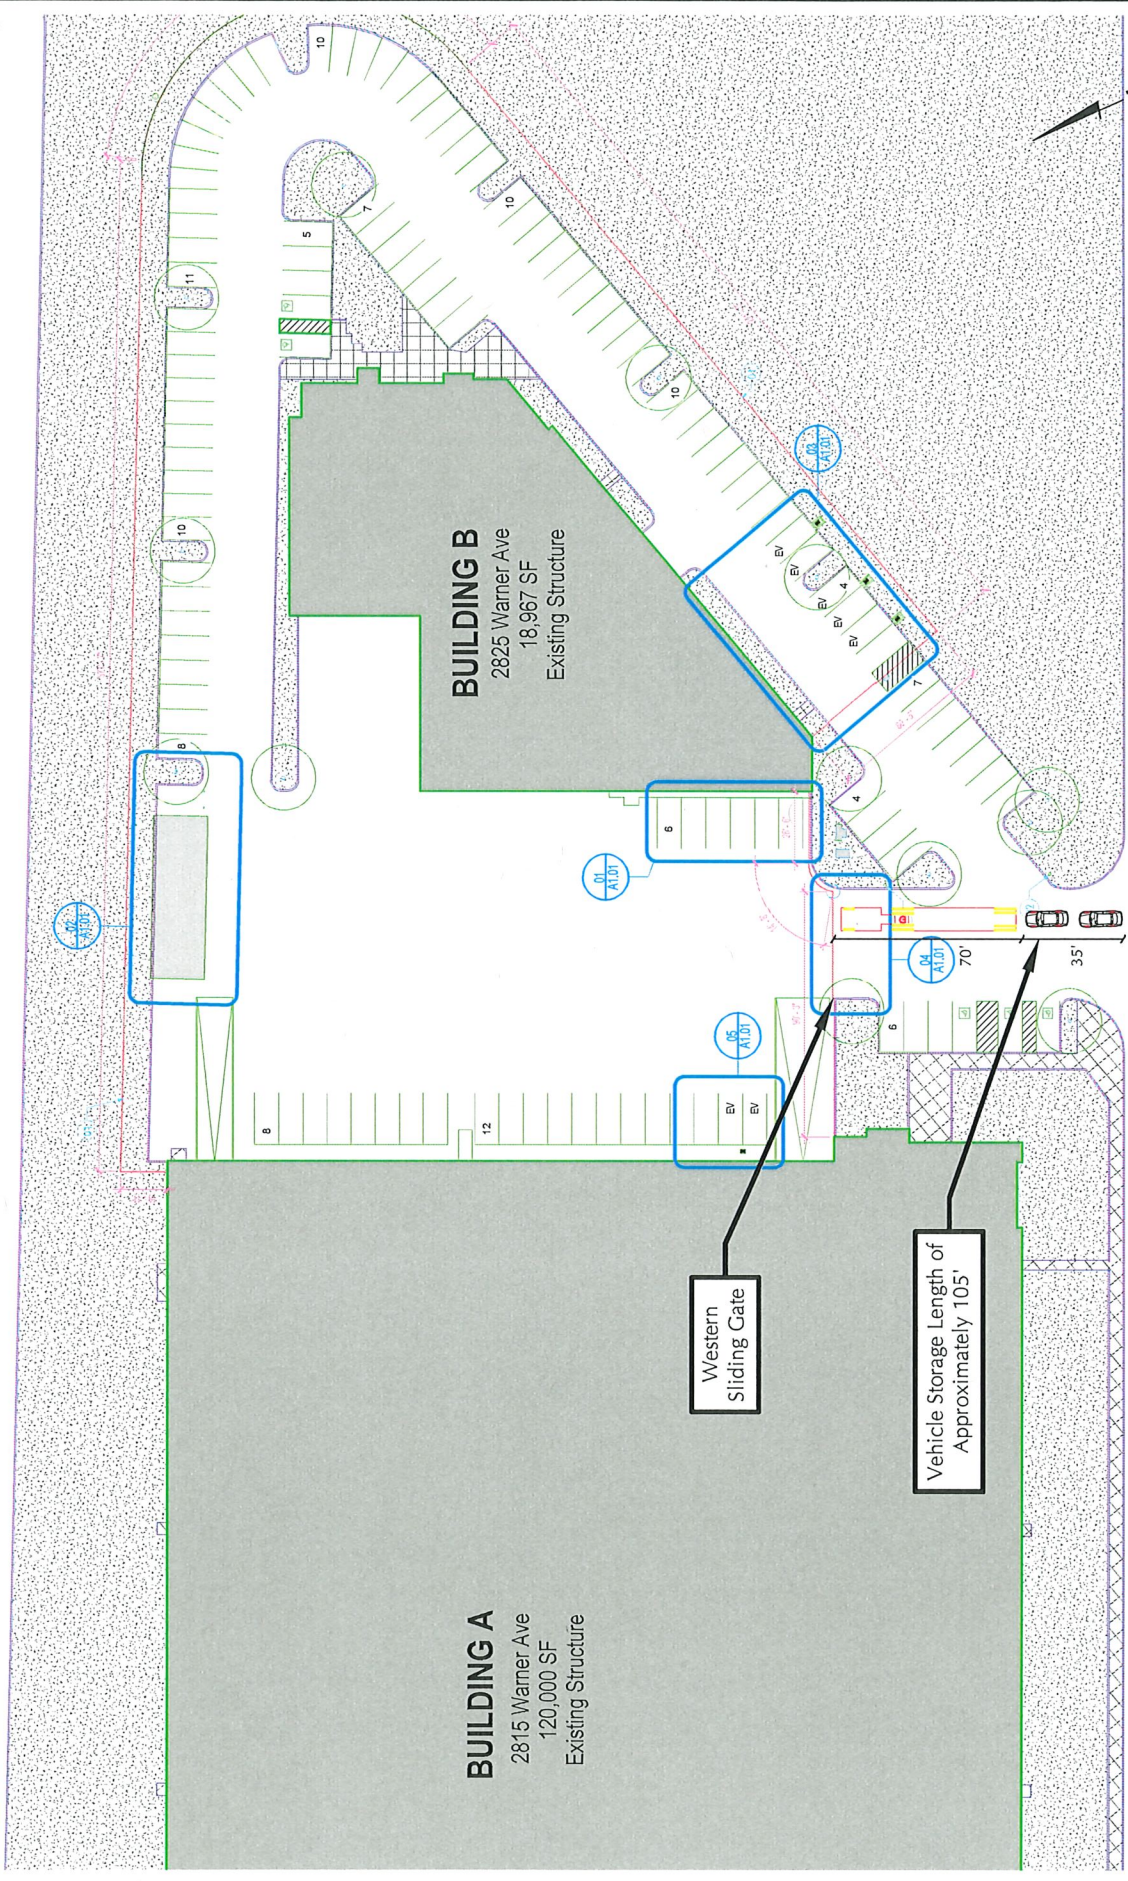 BUILDING A
2815 Warner Ave
120,000 SF
Existing Structure
BUILDING B
2825 Warner Ave
18,967 SF
Existing Structure
Western
Sliding Gate
Vehicle Storage Length of
Approximately 105'
70'
35'
01
A1.01
02
A1.01
03
A1.01
04
A1.01
05
A1.01
8
12
6
6
4
7
4
EV
EV
EV
EV
EV
EV
EV
8
10
11
10
10
10
5
7